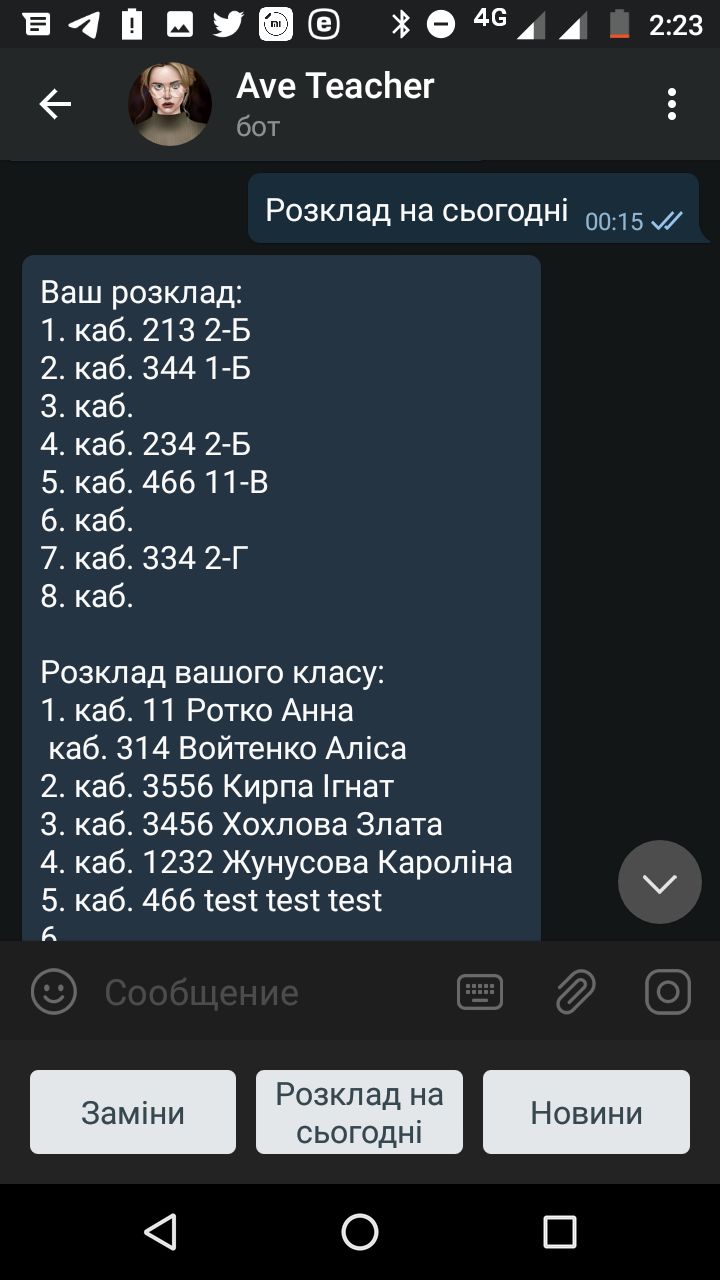 4G 2:23
Ave Teacher
бот
Розклад на сьогодні 00:15
Ваш розклад:
1. каб. 213 2-Б
2. каб. 344 1-Б
3. каб.
4. каб. 234 2-Б
5. каб. 466 11-В
6. каб.
7. каб. 334 2-Г
8. каб.
Розклад вашого класу:
1. каб. 11 Ротко Анна
каб. 314 Войтенко Аліса
2. каб. 3556 Кирпа Ігнат
3. каб. 3456 Хохлова Злата
4. каб. 1232 Жунусова Кароліна
5. каб. 466 test test test
6
Сообщение
Заміни
Розклад на
сьогодні
Новини